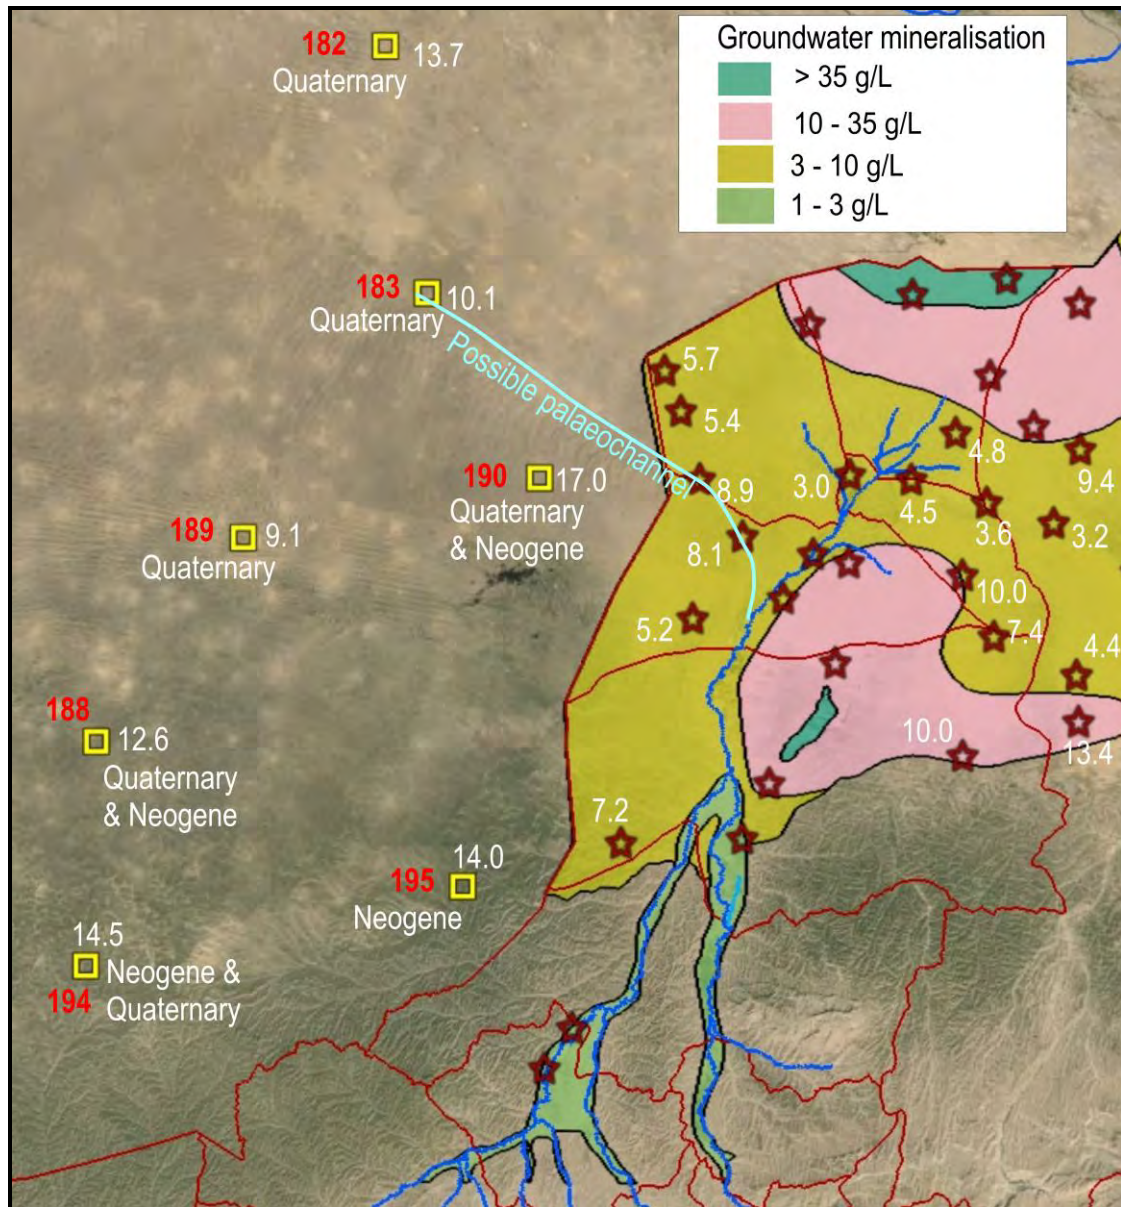 Groundwater mineralisation
> 35 g/L
10 - 35 g/L
3 - 10 g/L
1 - 3 g/L
182
13.7
Quaternary
183
10.1
Quaternary
Possible palaeochannel
5.7
5.4
4.8
9.4
190
17.0
Quaternary
& Neogene
8.9
3.0
4.5
3.6
3.2
189
9.1
Quaternary
8.1
10.0
5.2
7.4
4.4
188
12.6
Quaternary
& Neogene
10.0
13.4
7.2
14.0
195
Neogene
14.5
Neogene &
194
Quaternary